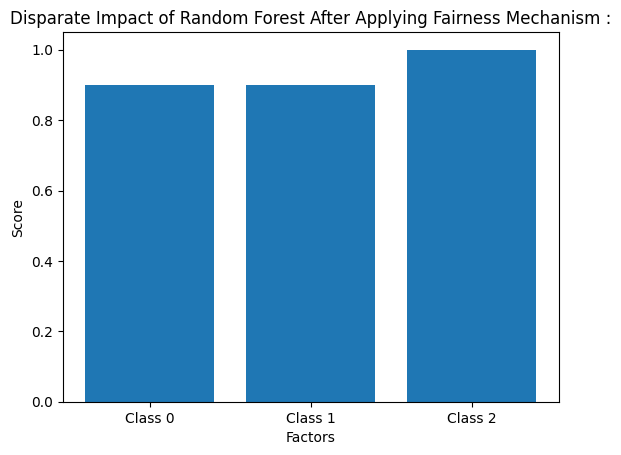 Disparate Impact of Random Forest After Applying Fairness Mechanism :
1.0
0.8
0.6
0.4
0.2
0.0
Score
Class 0
Class 1
Class 2
Factors